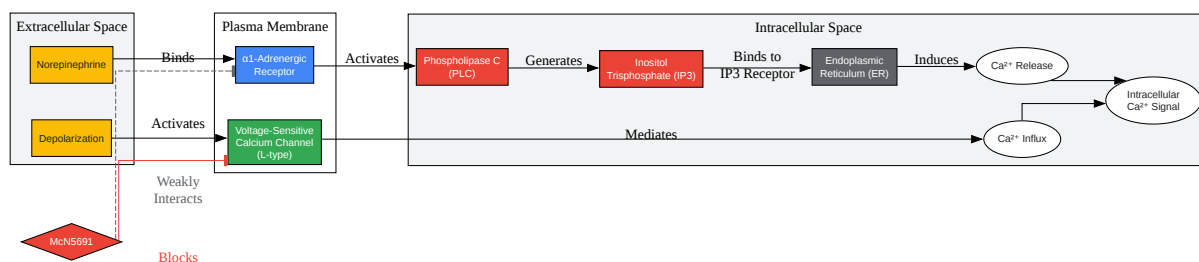 Extracellular Space
Plasma Membrane
Intracellular Space
Norepinephrine
Binds
α1-Adrenergic
Receptor
Activates
Phospholipase C
(PLC)
Generates
Inositol
Trisphosphate (IP3)
Binds to
IP3 Receptor
Endoplasmic
Reticulum (ER)
Induces
Ca²⁺ Release
Intracellular
Ca²⁺ Signal
Depolarization
Activates
Voltage-Sensitive
Calcium Channel
(L-type)
Mediates
Ca²⁺ Influx
Weakly
Interacts
McN5691
Blocks